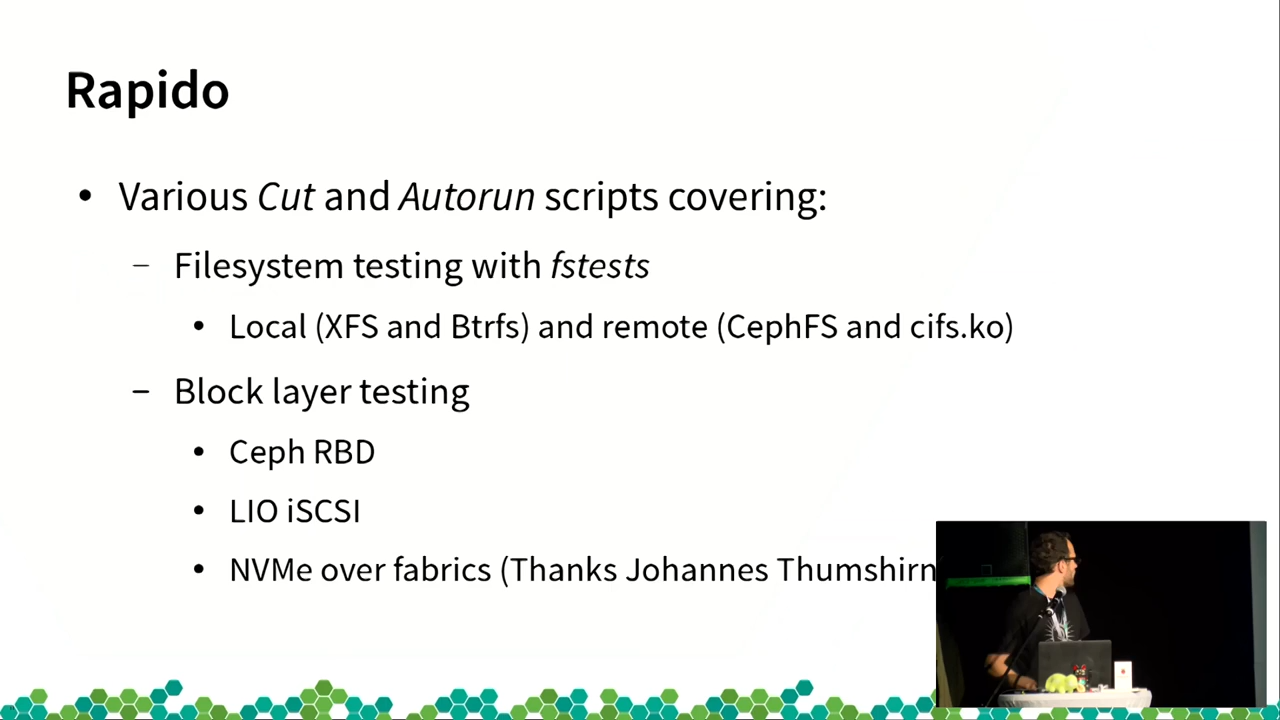 Rapido
• Various Cut and Autorun scripts covering:
– Filesystem testing with fstests
• Local (XFS and Btrfs) and remote (CephFS and cifs.ko)
– Block layer testing
• Ceph RBD
• LIO iSCSI
• NVMe over fabrics (Thanks Johannes Thumshirn